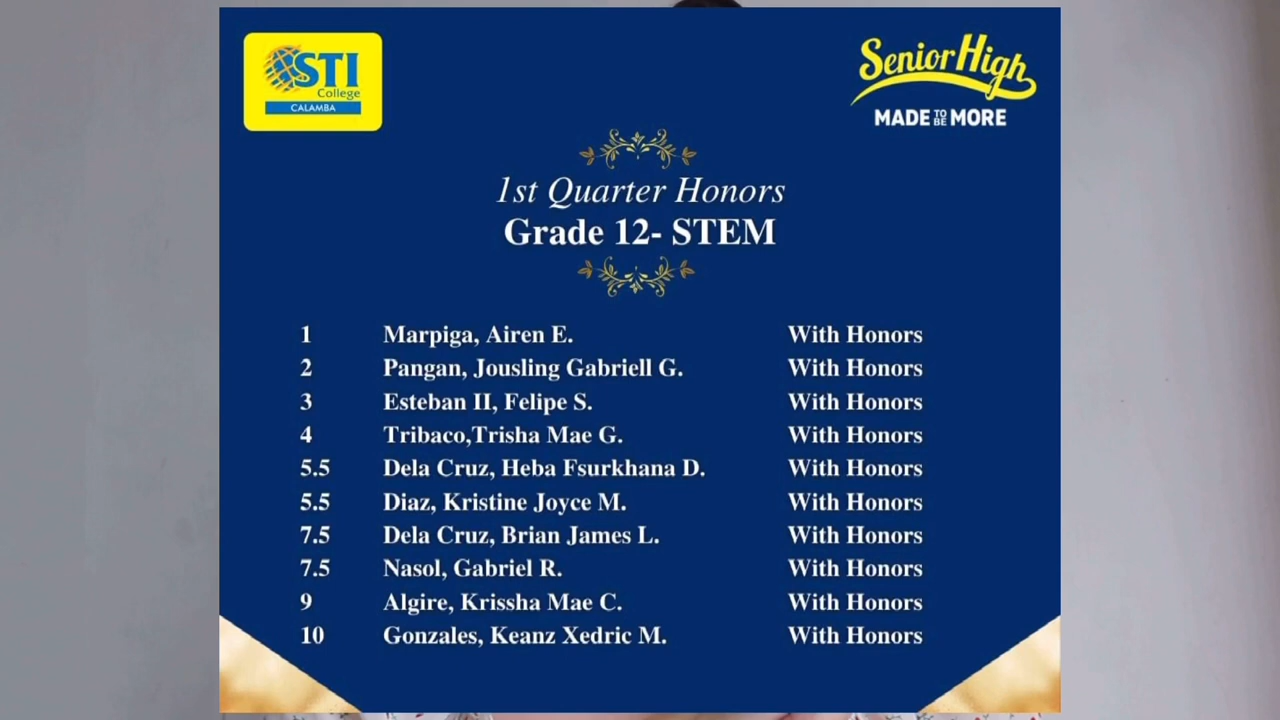 STI
College
CALAMBA
Senior High
MADE TO BE MORE
1st Quarter Honors
Grade 12- STEM
1 Marpiga, Airen E. With Honors
2 Pangan, Jousling Gabriell G. With Honors
3 Esteban II, Felipe S. With Honors
4 Tribaco,Trisha Mae G. With Honors
5.5 Dela Cruz, Heba Fsurkhana D. With Honors
5.5 Diaz, Kristine Joyce M. With Honors
7.5 Dela Cruz, Brian James L. With Honors
7.5 Nasol, Gabriel R. With Honors
9 Algire, Krissha Mae C. With Honors
10 Gonzales, Keanz Xedric M. With Honors